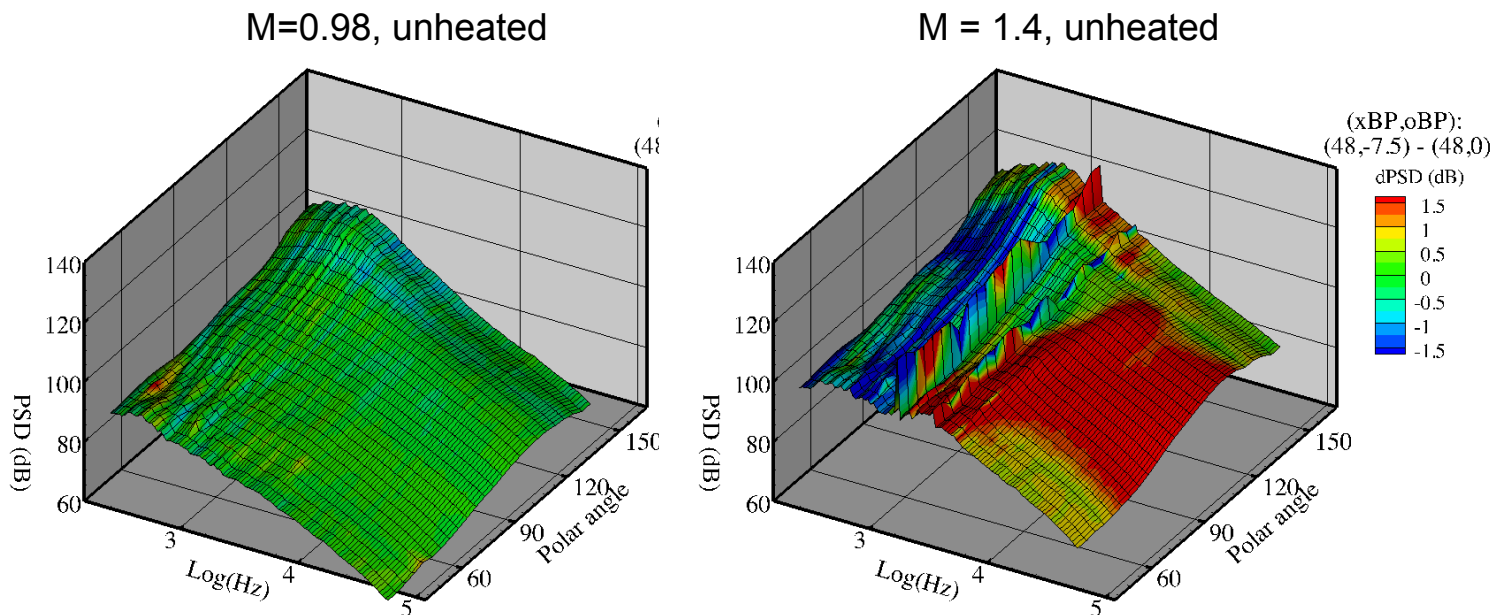 M=0.98, unheated
M = 1.4, unheated
(48
(xBP,oBP):
(48,-7.5) - (48,0)
dPSD (dB)
1.5
1
0.5
0
-0.5
-1
-1.5
140
120
100
80
60
PSD (dB)
3
4
5
Log(Hz)
60
90
120
150
Polar angle
140
120
100
80
60
PSD (dB)
3
4
5
Log(Hz)
60
90
120
150
Polar angle